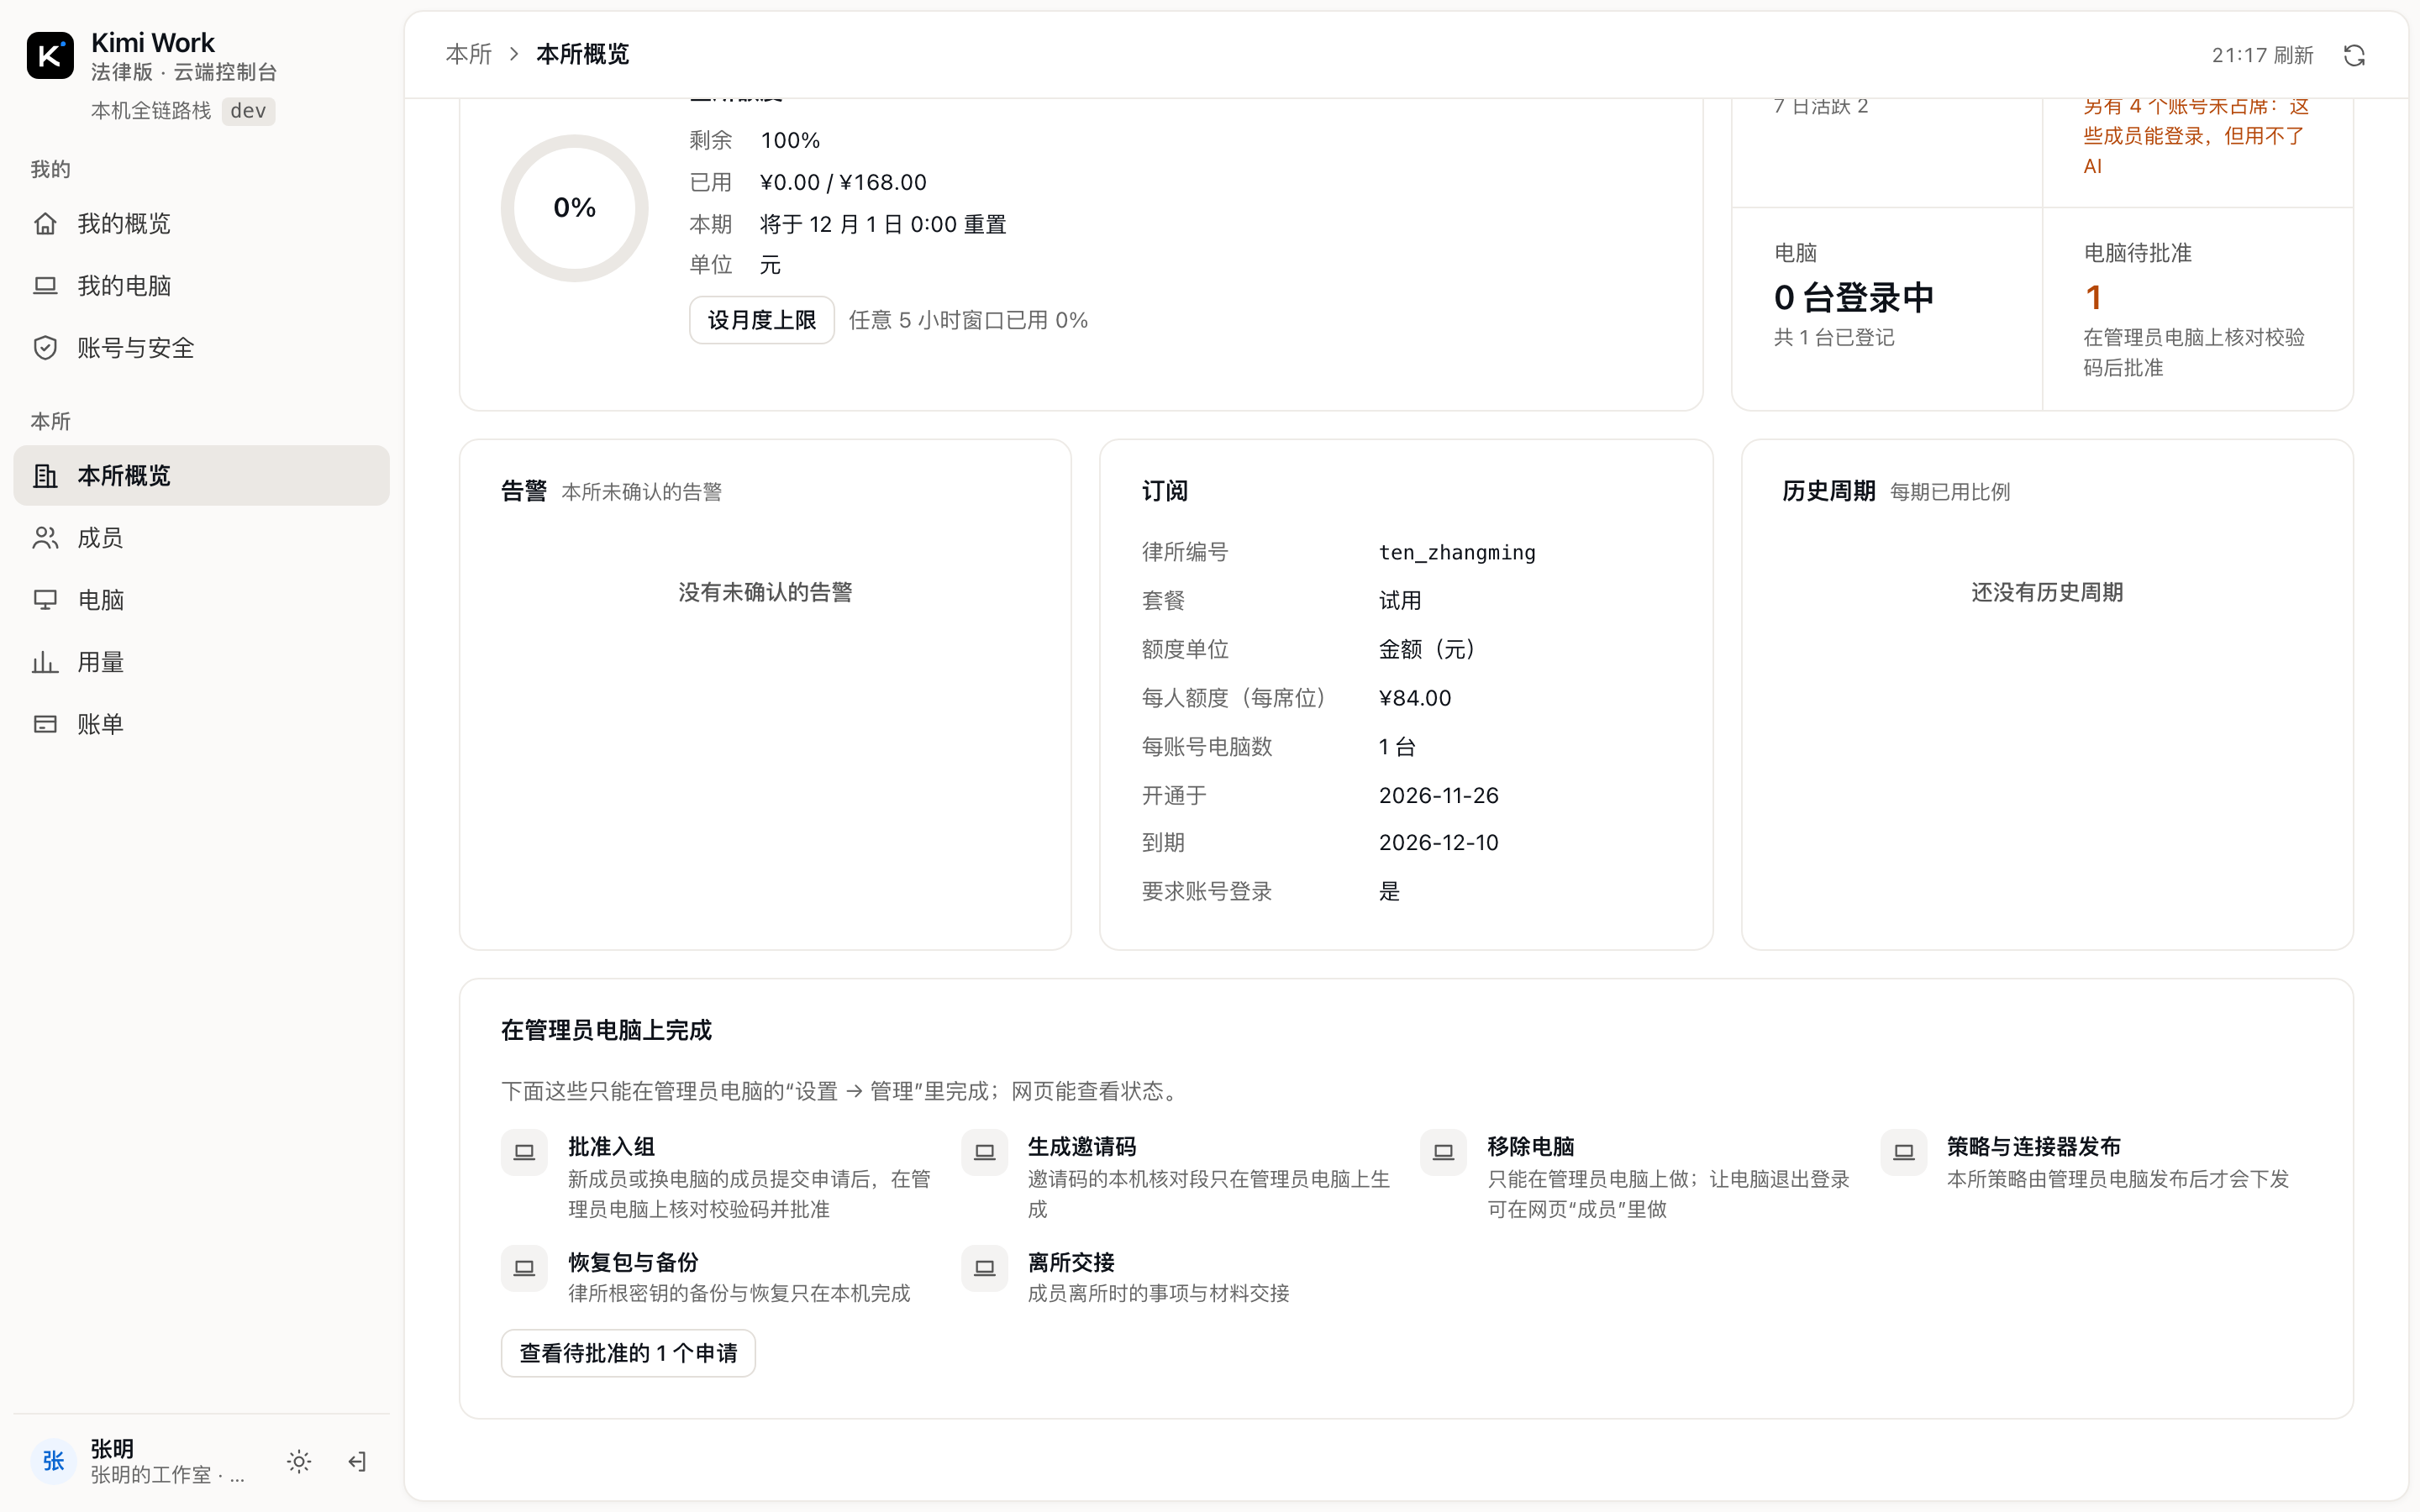 Kimi Work
法律版 · 云端控制台
本机全链路栈 dev
我的
我的概览
我的电脑
账号与安全
本所
本所概览
成员
电脑
用量
账单
张
张明
张明的工作室 · ...
本所 > 本所概览
21:17 刷新
0%
剩余 100%
已用 ¥0.00 / ¥168.00
本期 将于 12 月 1 日 0:00 重置
单位 元
设月度上限 任意 5 小时窗口已用 0%
7 日活跃 2
另有 4 个账号未占席：这
些成员能登录，但用不了
AI
电脑
0 台登录中
共 1 台已登记
电脑待批准
1
在管理员电脑上核对校验
码后批准
告警 本所未确认的告警
没有未确认的告警
订阅
律所编号 ten_zhangming
套餐 试用
额度单位 金额（元）
每人额度（每席位） ¥84.00
每账号电脑数 1 台
开通于 2026-11-26
到期 2026-12-10
要求账号登录 是
历史周期 每期已用比例
还没有历史周期
在管理员电脑上完成
下面这些只能在管理员电脑的“设置 → 管理”里完成；网页能查看状态。
批准入组
新成员或换电脑的成员提交申请后，在管
理员电脑上核对校验码并批准
生成邀请码
邀请码的本机核对段只在管理员电脑上生
成
移除电脑
只能在管理员电脑上做；让电脑退出登录
可在网页“成员”里做
策略与连接器发布
本所策略由管理员电脑发布后才会下发
恢复包与备份
律所根密钥的备份与恢复只在本机完成
离所交接
成员离所时的事项与材料交接
查看待批准的 1 个申请